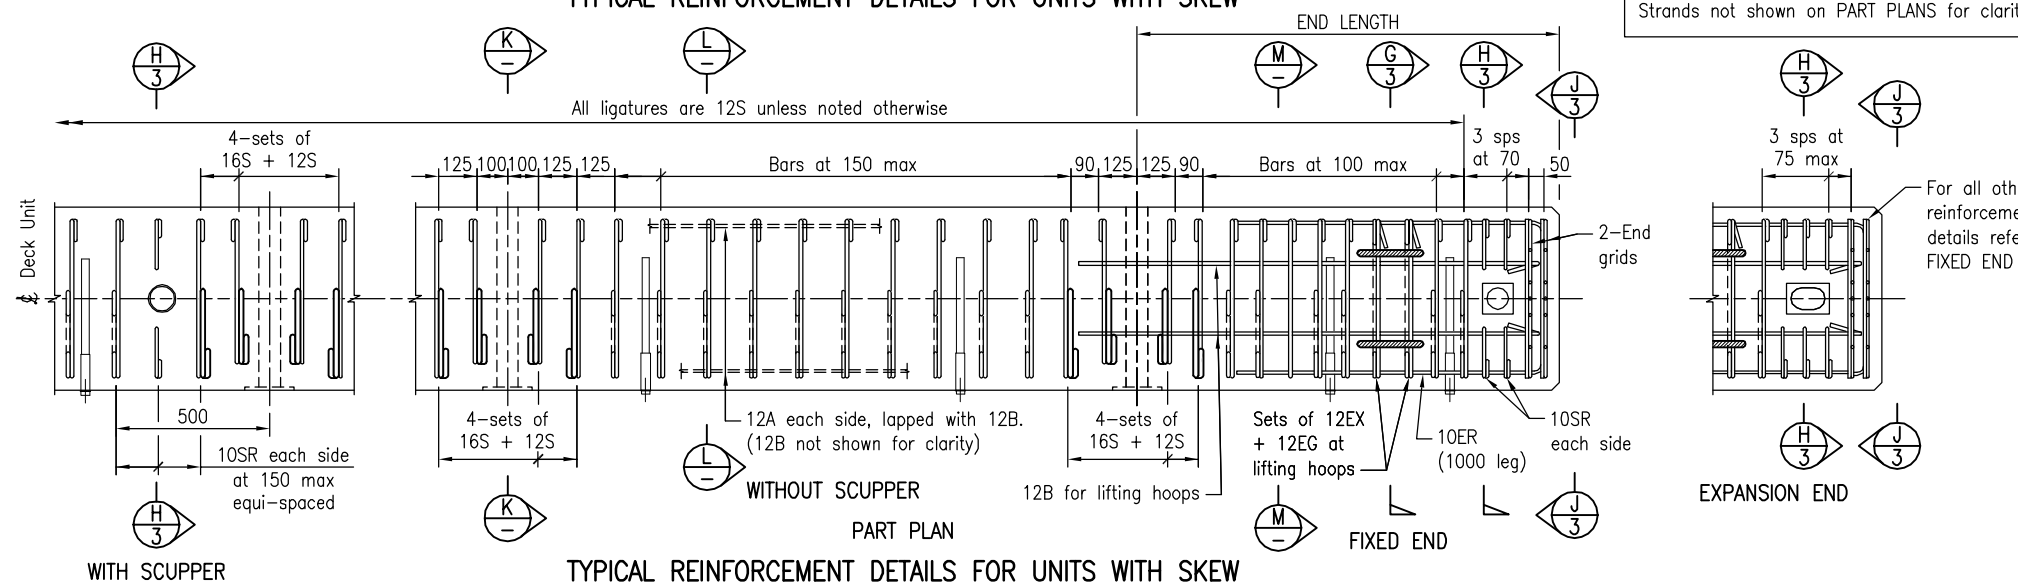 TYPICAL REINFORCEMENT DETAILS FOR UNITS WITH SKEW
Strands not shown on PART PLANS for clarit
END LENGTH
H
3
K
–
L
–
M
–
G
3
H
3
J
3
H
3
J
3
All ligatures are 12S unless noted otherwise
4–sets of
16S + 12S
125 100 100 125 125
Bars at 150 max
90 125 125 90
Bars at 100 max
3 sps
at 70
50
3 sps at
75 max
Deck Unit
2–End
grids
For all oth
reinforceme
details refe
FIXED END
500
10SR each side
at 150 max
equi–spaced
4–sets of
16S + 12S
12A each side, lapped with 12B.
(12B not shown for clarity)
4–sets of
16S + 12S
12B for lifting hoops
Sets of 12EX
+ 12EG at
lifting hoops
10ER
(1000 leg)
10SR
each side
H
3
K
–
L
–
M
–
J
3
H
3
J
3
WITHOUT SCUPPER
EXPANSION END
PART PLAN
FIXED END
WITH SCUPPER
TYPICAL REINFORCEMENT DETAILS FOR UNITS WITH SKEW